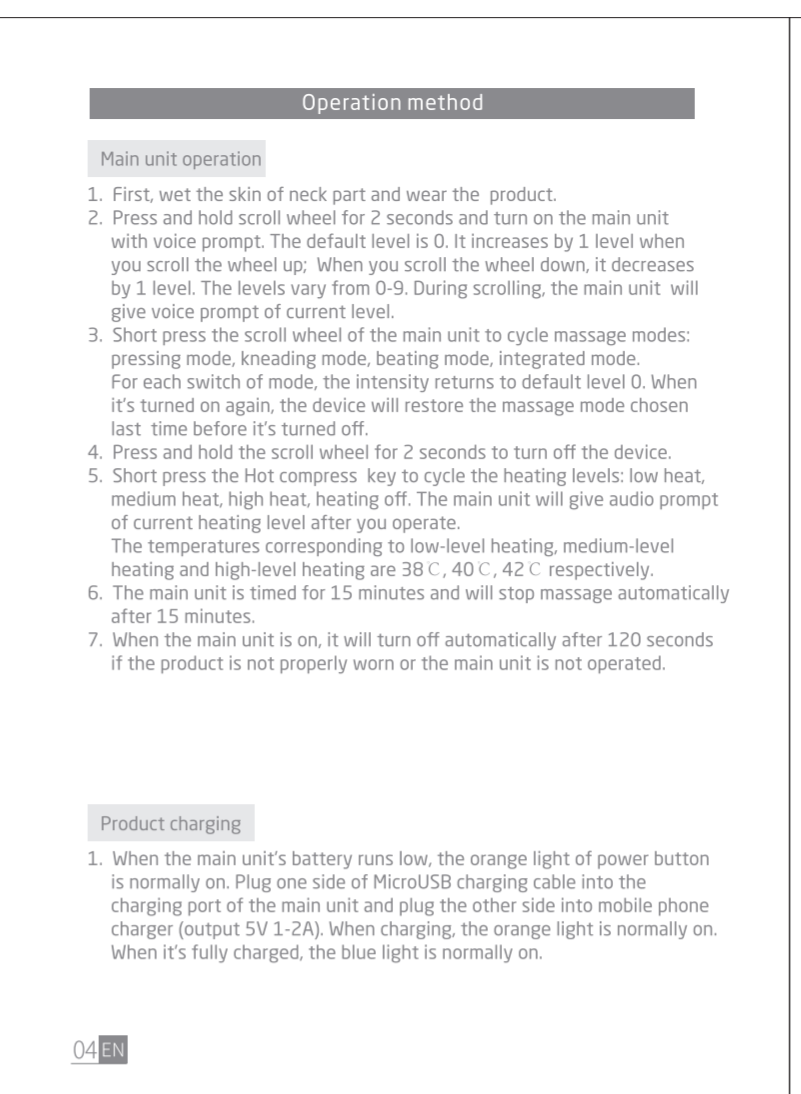 Operation method
Main unit operation
1. First, wet the skin of neck part and wear the product.
2. Press and hold scroll wheel for 2 seconds and turn on the main unit
with voice prompt. The default level is 0. It increases by 1 level when
you scroll the wheel up; When you scroll the wheel down, it decreases
by 1 level. The levels vary from 0-9. During scrolling, the main unit will
give voice prompt of current level.
3. Short press the scroll wheel of the main unit to cycle massage modes:
pressing mode, kneading mode, beating mode, integrated mode.
For each switch of mode, the intensity returns to default level 0. When
it's turned on again, the device will restore the massage mode chosen
last time before it's turned off.
4. Press and hold the scroll wheel for 2 seconds to turn off the device.
5. Short press the Hot compress key to cycle the heating levels: low heat,
medium heat, high heat, heating off. The main unit will give audio prompt
of current heating level after you operate.
The temperatures corresponding to low-level heating, medium-level
heating and high-level heating are 38℃, 40℃, 42℃ respectively.
6. The main unit is timed for 15 minutes and will stop massage automatically
after 15 minutes.
7. When the main unit is on, it will turn off automatically after 120 seconds
if the product is not properly worn or the main unit is not operated.
Product charging
1. When the main unit's battery runs low, the orange light of power button
is normally on. Plug one side of MicroUSB charging cable into the
charging port of the main unit and plug the other side into mobile phone
charger (output 5V 1-2A). When charging, the orange light is normally on.
When it's fully charged, the blue light is normally on.
04 EN